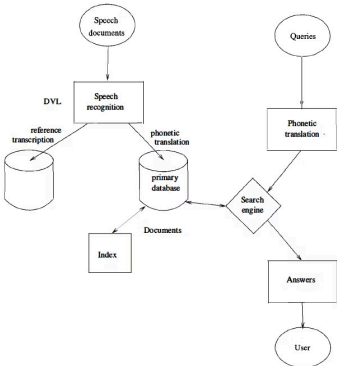 Speech
documents
Queries
DVL
Speech
recognition
Phonetic
translation
reference
transcription
phonetic
translation
primary
database
Search
engine
Documents
Index
Answers
User